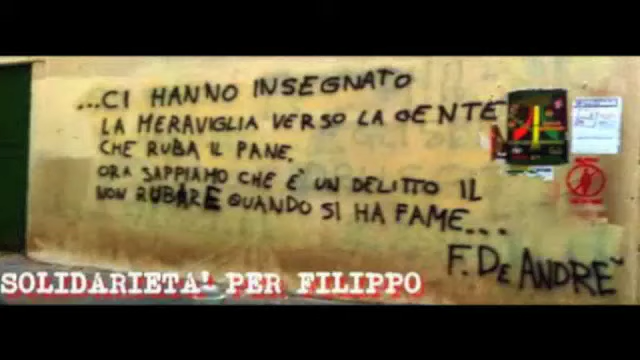 ...CI HANNO INSEGNATO
LA MERAVIGLIA VERSO LA GENTE
CHE RUBA IL PANE,
ORA SAPPIAMO CHE È UN DELITTO IL
NON RUBARE QUANDO SI HA FAME...
F. DE ANDRE`
SOLIDARIETA' PER FILIPPO